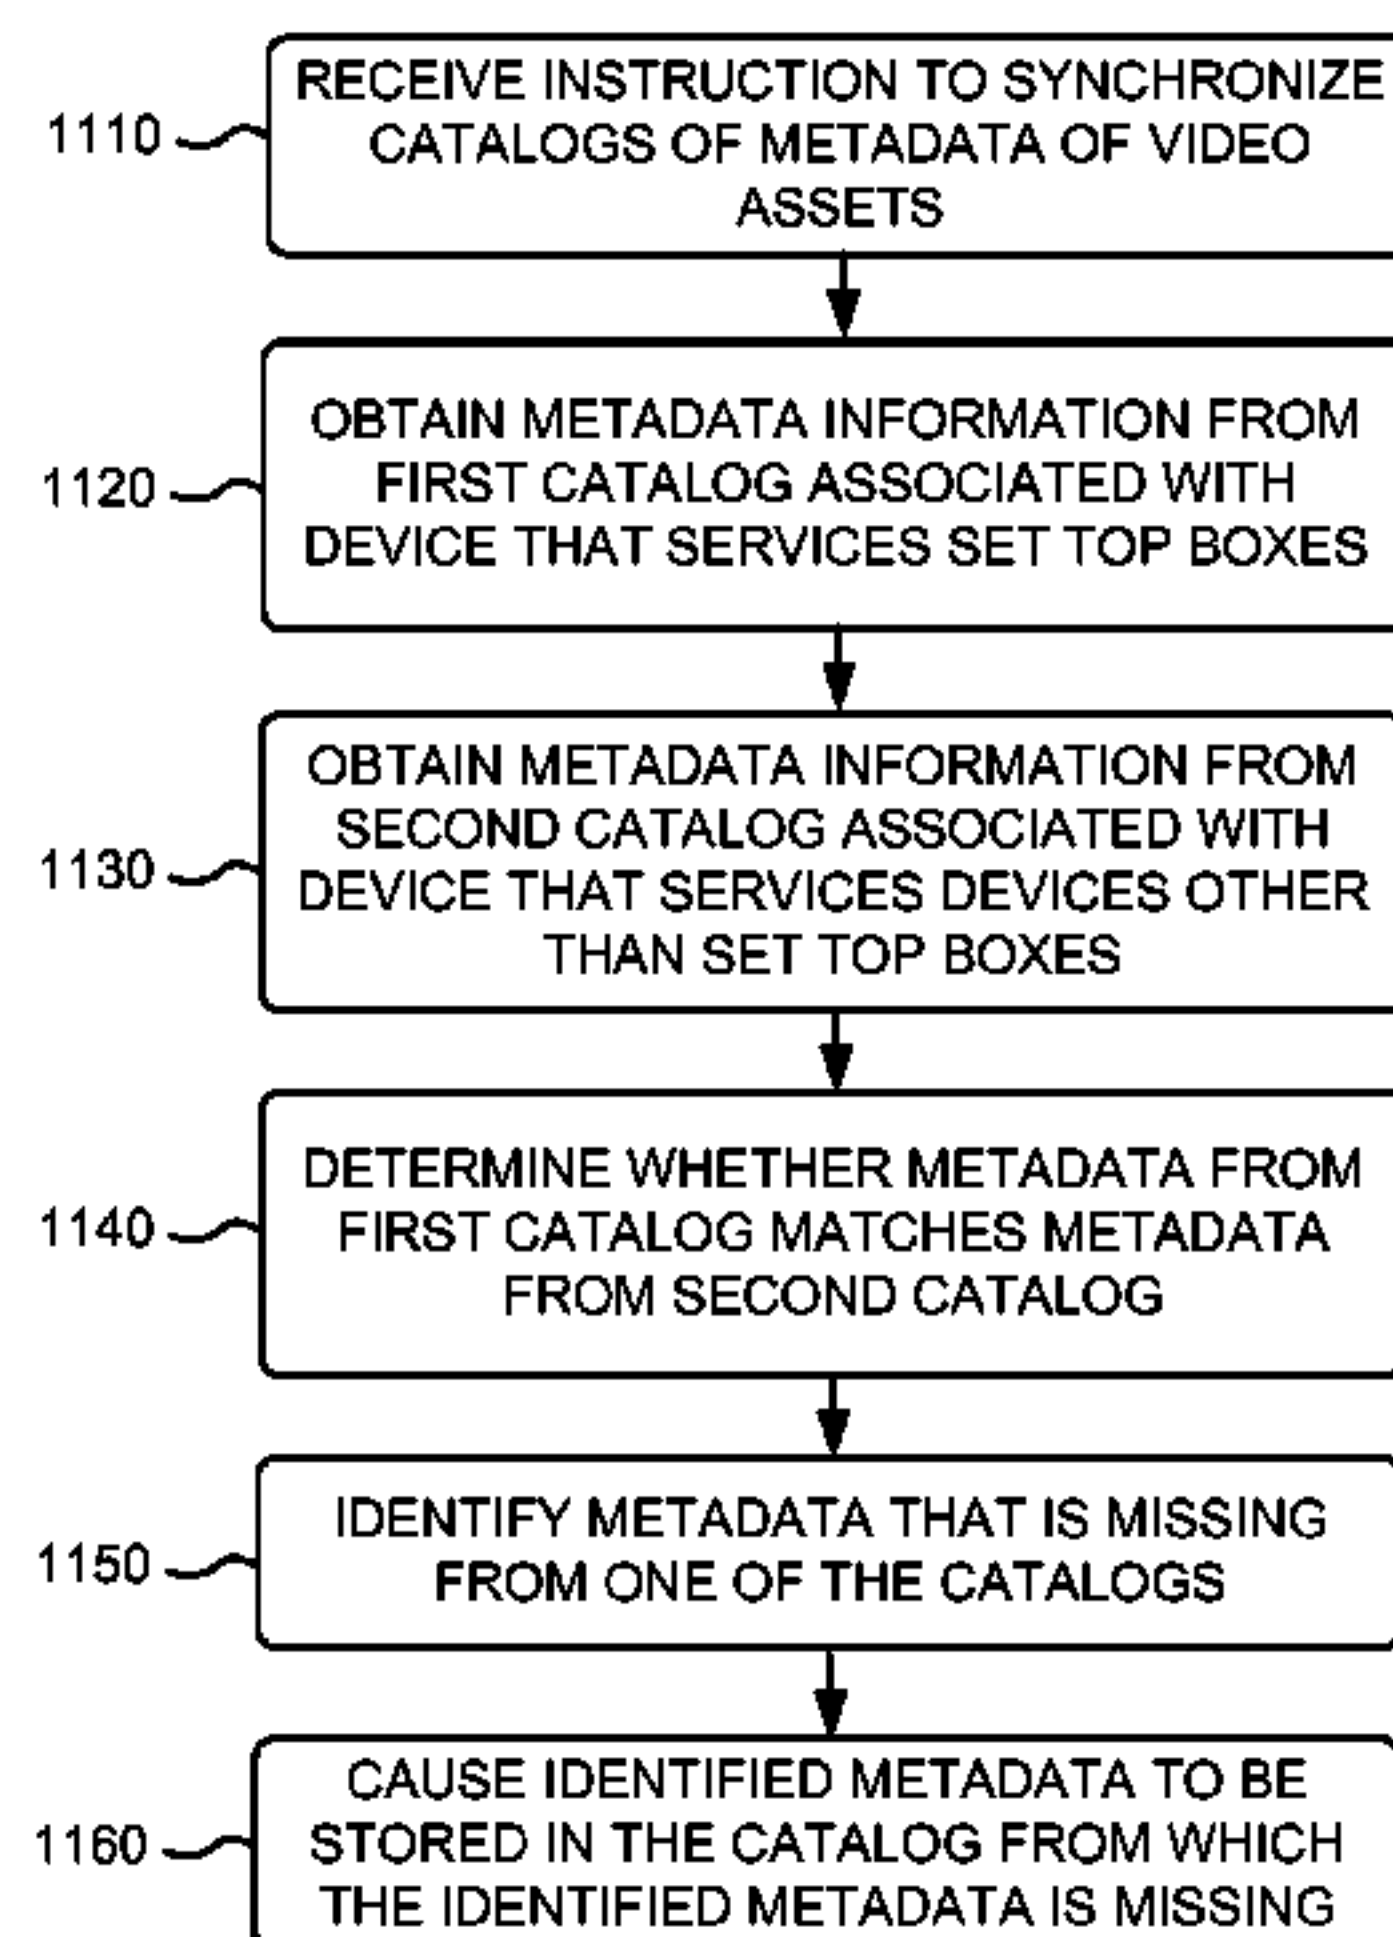 RECEIVE INSTRUCTION TO SYNCHRONIZE
CATALOGS OF METADATA OF VIDEO
ASSETS
1110
OBTAIN METADATA INFORMATION FROM
FIRST CATALOG ASSOCIATED WITH
DEVICE THAT SERVICES SET TOP BOXES
1120
OBTAIN METADATA INFORMATION FROM
SECOND CATALOG ASSOCIATED WITH
DEVICE THAT SERVICES DEVICES OTHER
THAN SET TOP BOXES
1130
DETERMINE WHETHER METADATA FROM
FIRST CATALOG MATCHES METADATA
FROM SECOND CATALOG
1140
IDENTIFY METADATA THAT IS MISSING
FROM ONE OF THE CATALOGS
1150
CAUSE IDENTIFIED METADATA TO BE
STORED IN THE CATALOG FROM WHICH
THE IDENTIFIED METADATA IS MISSING
1160